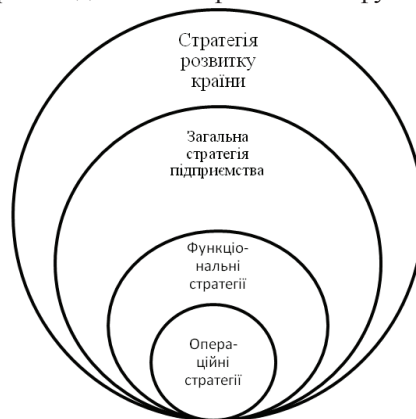 Стратегія
розвитку
країни
Загальна
стратегія
підприємства
Функціо-
нальні
стратегії
Опера-
ційні
стратегії